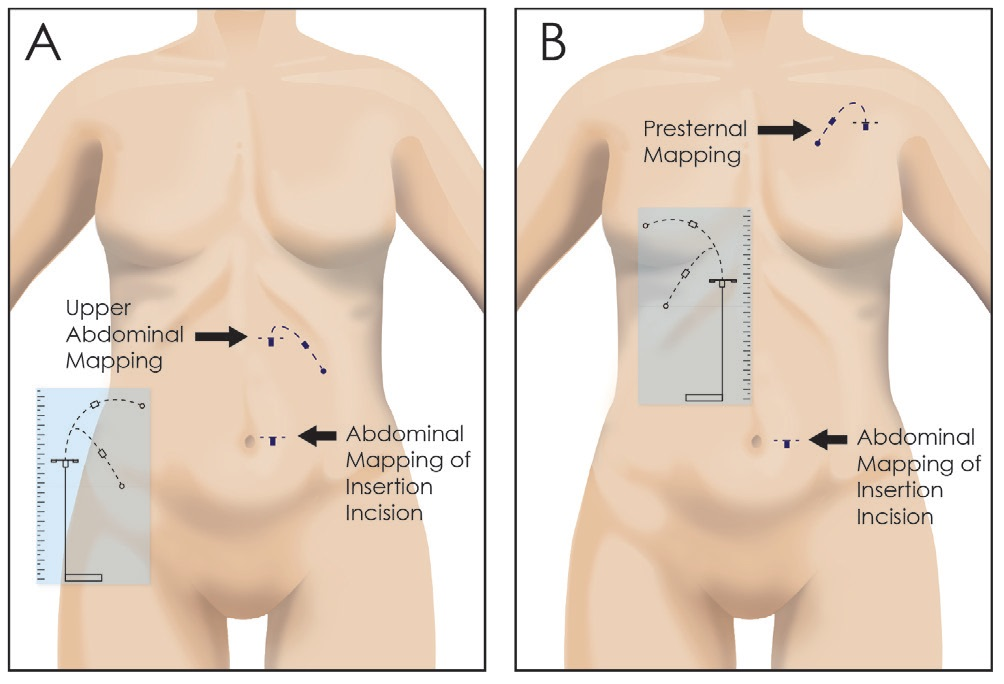 A
Upper
Abdominal
Mapping
Abdominal
Mapping of
Insertion
Incision
B
Presternal
Mapping
Abdominal
Mapping of
Insertion
Incision